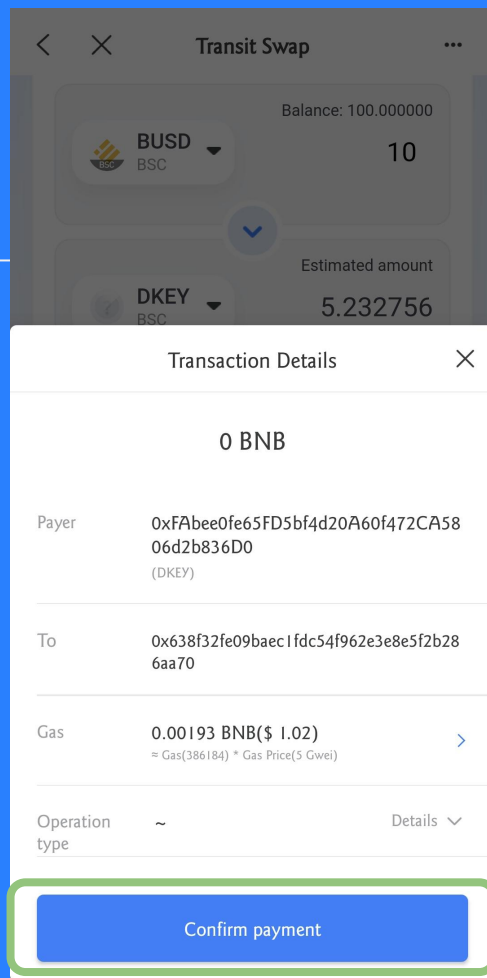 Transit Swap
Balance: 100.000000
BUSD
BSC
10
BSC
Estimated amount
DKEY
BSC
5.232756
Transaction Details
0 BNB
Payer
0xFAbee0fe65FD5bf4d20A60f472CA58
06d2b836D0
(DKEY)
To
0x638f32fe09baec1fdc54f962e3e8e5f2b28
6aa70
Gas
0.00193 BNB($ 1.02)
≈ Gas(386184) * Gas Price(5 Gwei)
Operation
type
~
Details
Confirm payment